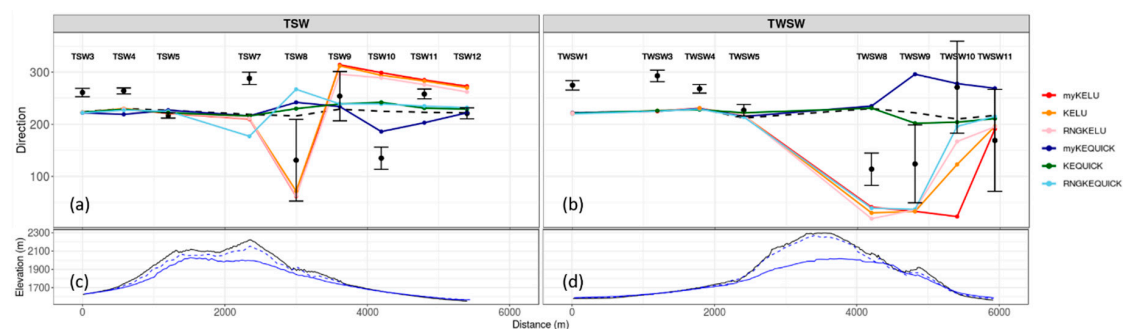 TSW
TWSW
TSW3 TSW4 TSW5 TSW7 TSW8 TSW9 TSW10 TSW11 TSW12
TWSW1 TWSW3 TWSW4 TWSW5 TWSW8 TWSW9 TWSW10 TWSW11
Direction
300
200
100
(a)
(b)
myKELU
KELU
RNGKELU
myKEQUICK
KEQUICK
RNGKEQUICK
Elevation (m)
2300
2100
1900
1700
(c)
(d)
0 2000 4000 6000
0 2000 4000 6000
Distance (m)